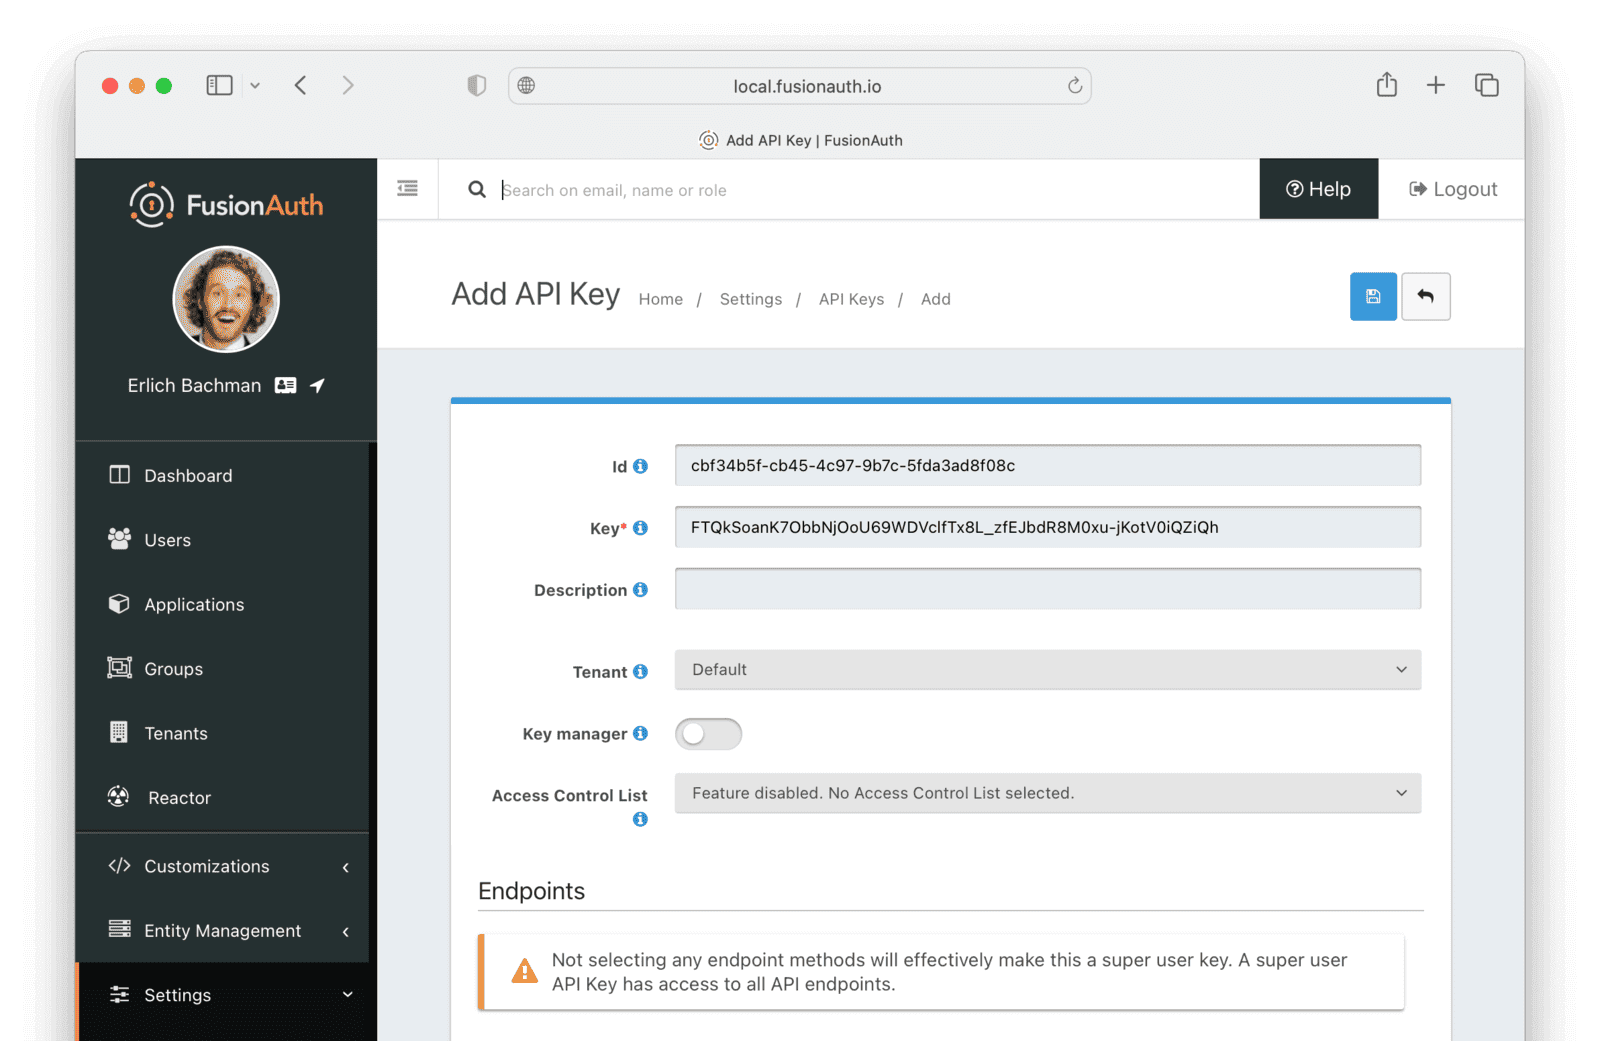 local.fusionauth.io
Add API Key | FusionAuth
FusionAuth
Search on email, name or role
Help
Logout
Erlich Bachman
Add API Key Home / Settings / API Keys / Add
Dashboard
Users
Applications
Groups
Tenants
Reactor
Customizations
Entity Management
Settings
Id cbf34b5f-cb45-4c97-9b7c-5fda3ad8f08c
Key* FTQkSoanK7ObbNjOoU69WDVclfTx8L_zfEJbdR8M0xu-jKotV0iQZiQh
Description
Tenant Default
Key manager
Access Control List Feature disabled. No Access Control List selected.
Endpoints
Not selecting any endpoint methods will effectively make this a super user key. A super user
API Key has access to all API endpoints.